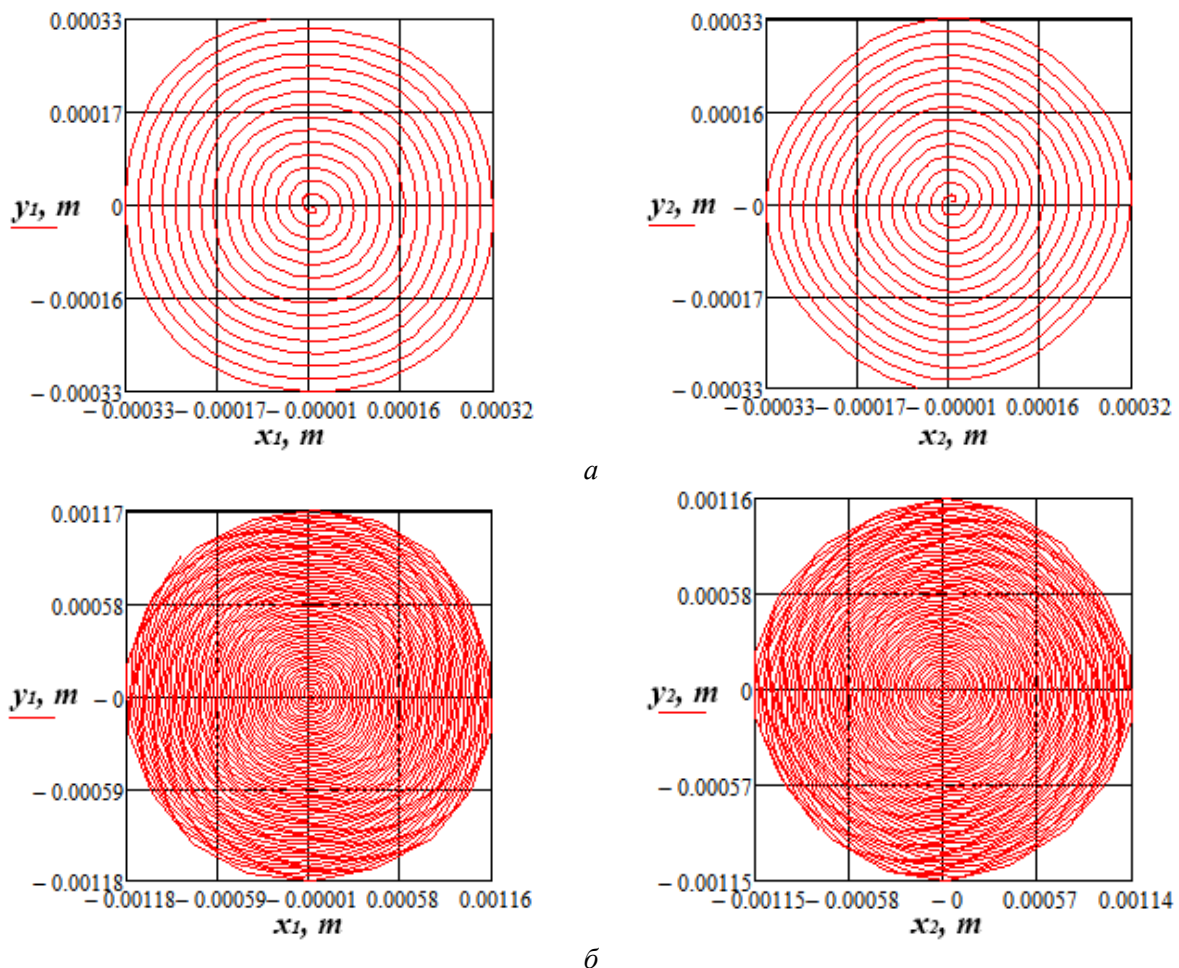 0.00033 0.00033
0.00017 0.00016
y1, m 0 y2, m – 0
– 0.00016 – 0.00017
– 0.00033 – 0.00033
– 0.00033 – 0.00017 – 0.00001 0.00016 0.00032 – 0.00033 – 0.00017 – 0.00001 0.00016 0.00032
x1, m x2, m
а
0.00117 0.00116
0.00058 0.00058
y1, m – 0 y2, m 0
– 0.00059 – 0.00057
– 0.00118 – 0.00115
– 0.00118 – 0.00059 – 0.00001 0.00058 0.00116 – 0.00115 – 0.00058 – 0 0.00057 0.00114
x1, m x2, m
б